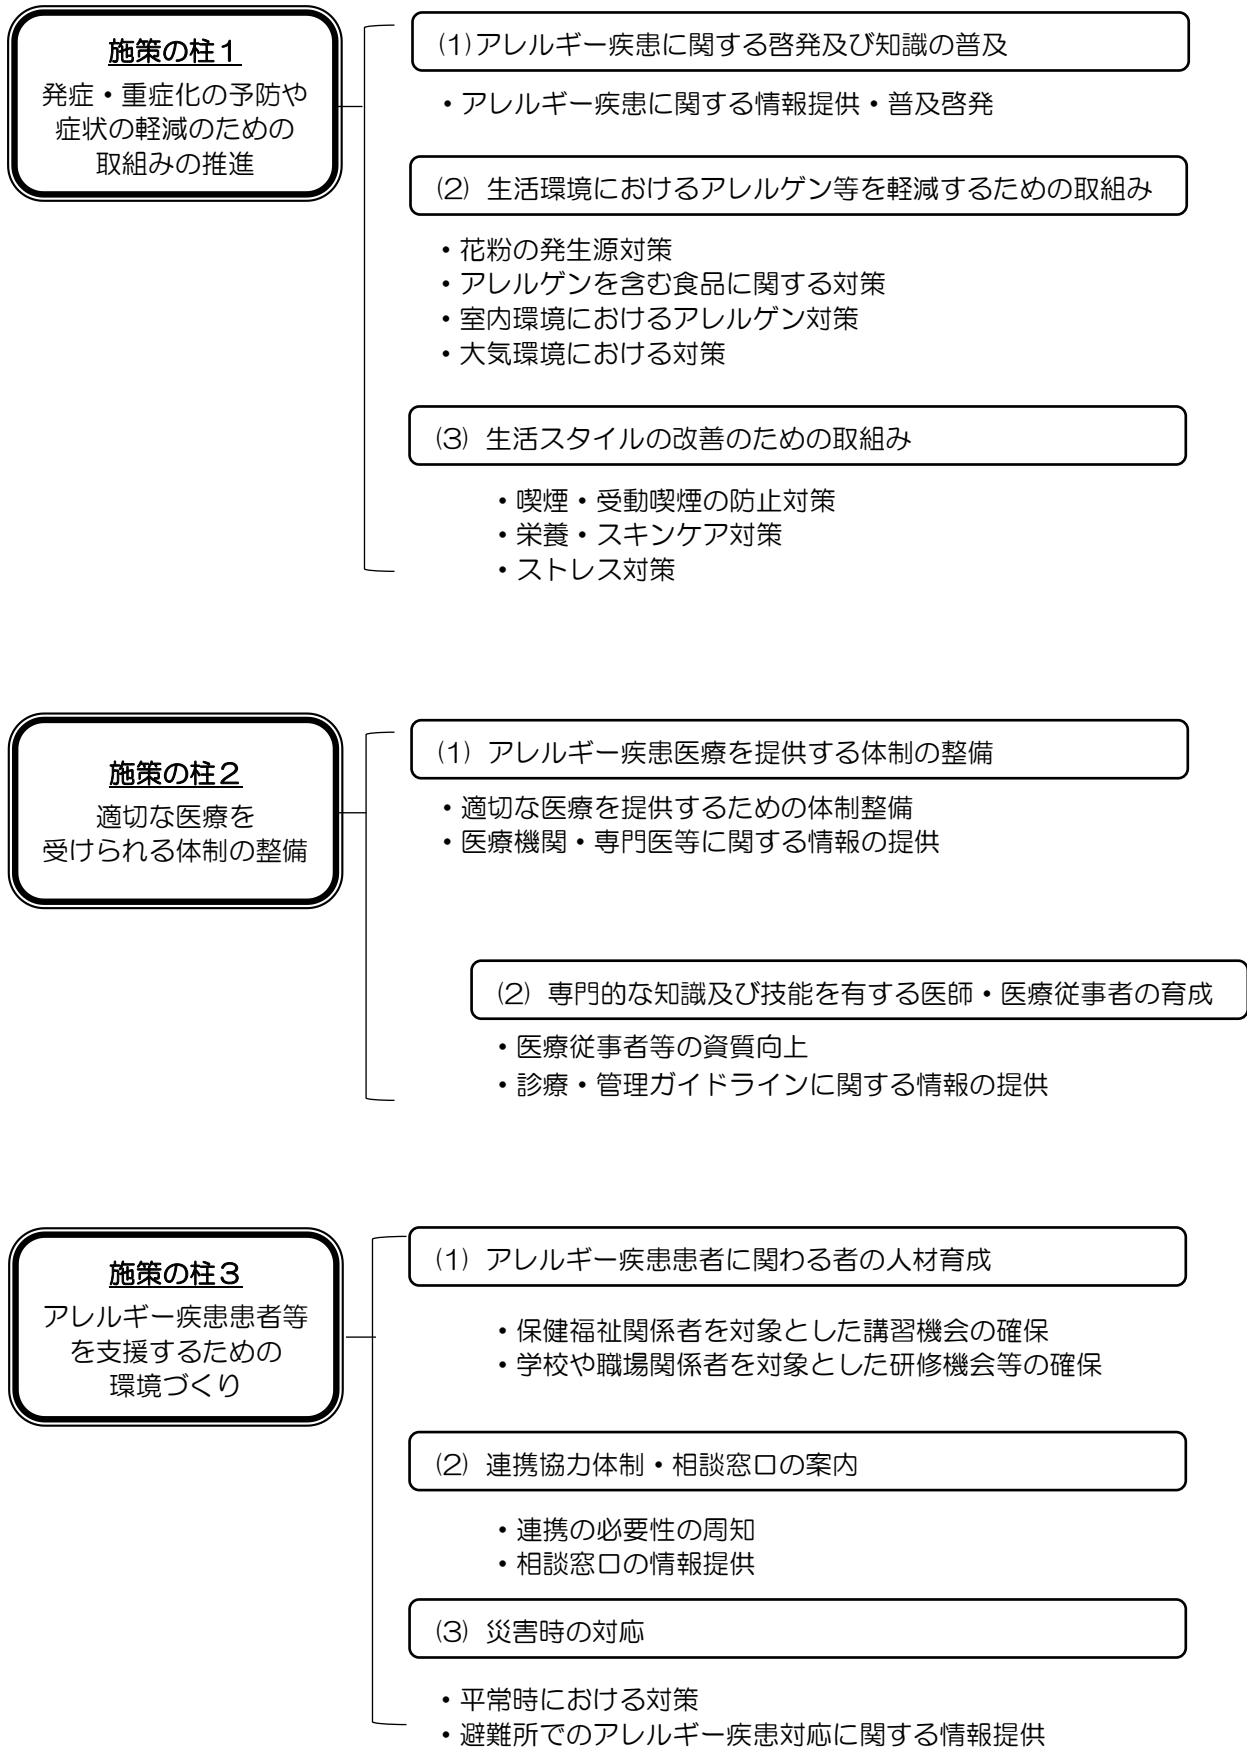 施策の柱1
発症・重症化の予防や
症状の軽減のための
取組みの推進
(1)アレルギー疾患に関する啓発及び知識の普及
・アレルギー疾患に関する情報提供・普及啓発
(2) 生活環境におけるアレルゲン等を軽減するための取組み
・花粉の発生源対策
・アレルゲンを含む食品に関する対策
・室内環境におけるアレルゲン対策
・大気環境における対策
(3) 生活スタイルの改善のための取組み
・喫煙・受動喫煙の防止対策
・栄養・スキンケア対策
・ストレス対策
施策の柱2
適切な医療を
受けられる体制の整備
(1) アレルギー疾患医療を提供する体制の整備
・適切な医療を提供するための体制整備
・医療機関・専門医等に関する情報の提供
(2) 専門的な知識及び技能を有する医師・医療従事者の育成
・医療従事者等の資質向上
・診療・管理ガイドラインに関する情報の提供
施策の柱3
アレルギー疾患患者等
を支援するための
環境づくり
(1) アレルギー疾患患者に関わる者の人材育成
・保健福祉関係者を対象とした講習機会の確保
・学校や職場関係者を対象とした研修機会等の確保
(2) 連携協力体制・相談窓口の案内
・連携の必要性の周知
・相談窓口の情報提供
(3) 災害時の対応
・平常時における対策
・避難所でのアレルギー疾患対応に関する情報提供